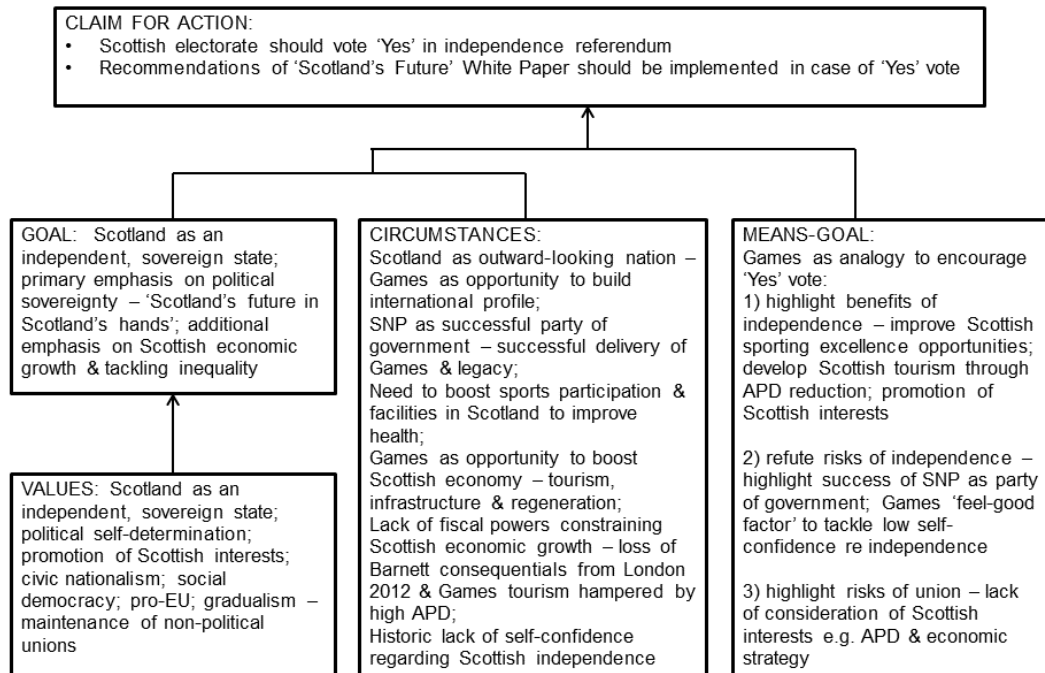 CLAIM FOR ACTION:
• Scottish electorate should vote ‘Yes’ in independence referendum
• Recommendations of ‘Scotland’s Future’ White Paper should be implemented in case of ‘Yes’ vote
GOAL: Scotland as an
independent, sovereign state;
primary emphasis on political
sovereignty – ‘Scotland’s future in
Scotland’s hands’; additional
emphasis on Scottish economic
growth & tackling inequality
VALUES: Scotland as an
independent, sovereign state;
political self-determination;
promotion of Scottish interests;
civic nationalism; social
democracy; pro-EU; gradualism –
maintenance of non-political
unions
CIRCUMSTANCES:
Scotland as outward-looking nation –
Games as opportunity to build
international profile;
SNP as successful party of
government – successful delivery of
Games & legacy;
Need to boost sports participation &
facilities in Scotland to improve
health;
Games as opportunity to boost
Scottish economy – tourism,
infrastructure & regeneration;
Lack of fiscal powers constraining
Scottish economic growth – loss of
Barnett consequentials from London
2012 & Games tourism hampered by
high APD;
Historic lack of self-confidence
regarding Scottish independence
MEANS-GOAL:
Games as analogy to encourage
‘Yes’ vote:
1) highlight benefits of
independence – improve Scottish
sporting excellence opportunities;
develop Scottish tourism through
APD reduction; promotion of
Scottish interests
2) refute risks of independence –
highlight success of SNP as party
of government; Games ‘feel-good
factor’ to tackle low self-
confidence re independence
3) highlight risks of union – lack
of consideration of Scottish
interests e.g. APD & economic
strategy